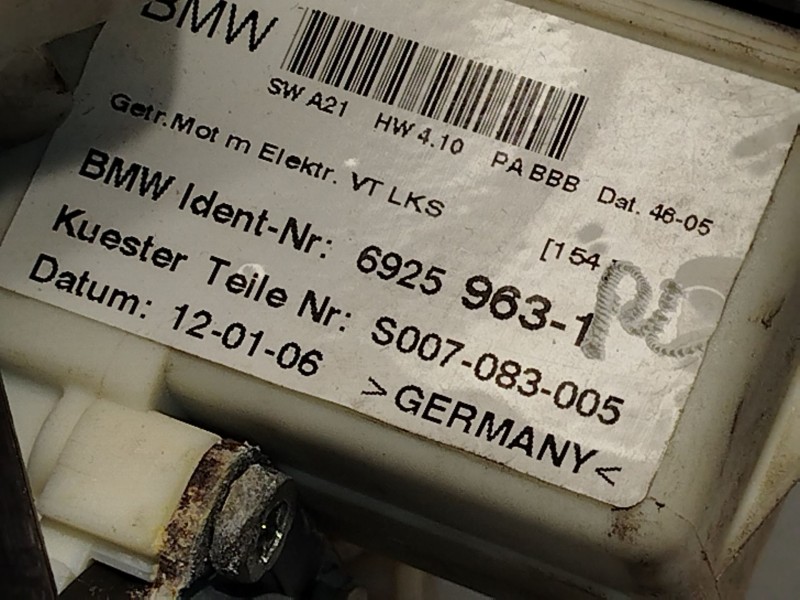 BMW
SW A21 HW 4.10 PA BBB Dat. 46-05
Getr.Mot m Elektr. VT LKS
[154]
BMW Ident-Nr: 6925 963-1
Kuester Teile Nr: S007-083-005
Datum: 12-01-06 >GERMANY<